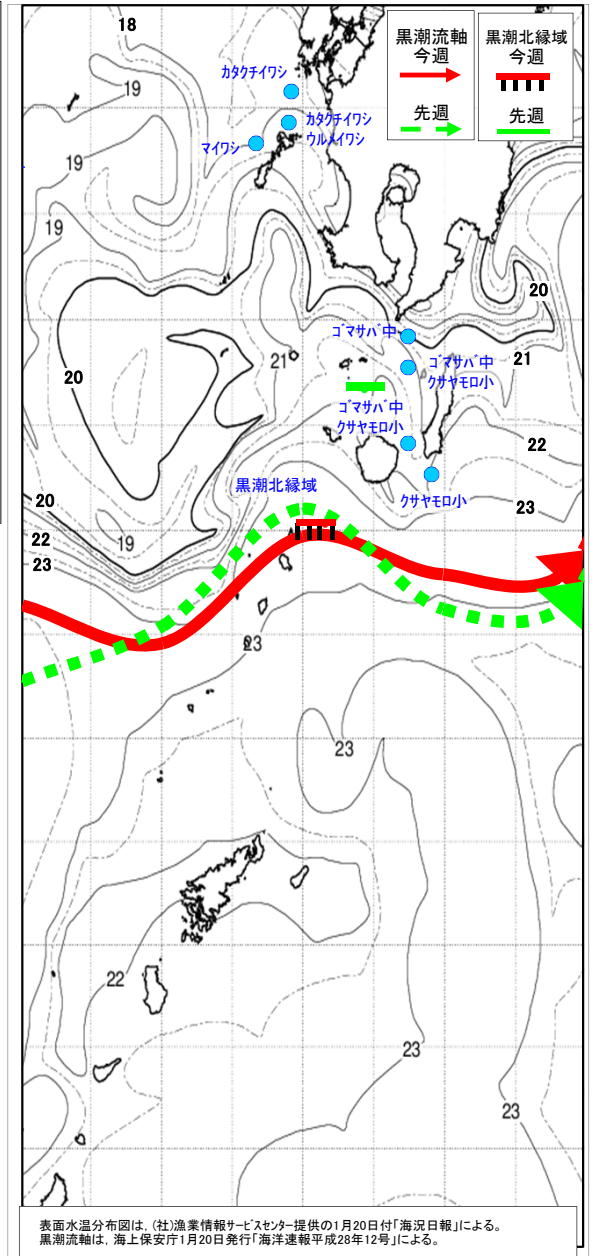 18
黒潮流軸
今週
先週
黒潮北縁域
今週
先週
カタクチイワシ
19
カタクチイワシ
ウルメイワシ
マイワシ
19
19
20
ゴマサバ中
21
21
ゴマサバ中
クサヤモロ小
20
ゴマサバ中
クサヤモロ小
22
黒潮北縁域
クサヤモロ小
20
23
19
22
23
23
23
22
23
23
表面水温分布図は，(社)漁業情報サービスセンター提供の1月20日付「海況日報」による。
黒潮流軸は，海上保安庁1月20日発行「海洋速報平成28年12号」による。